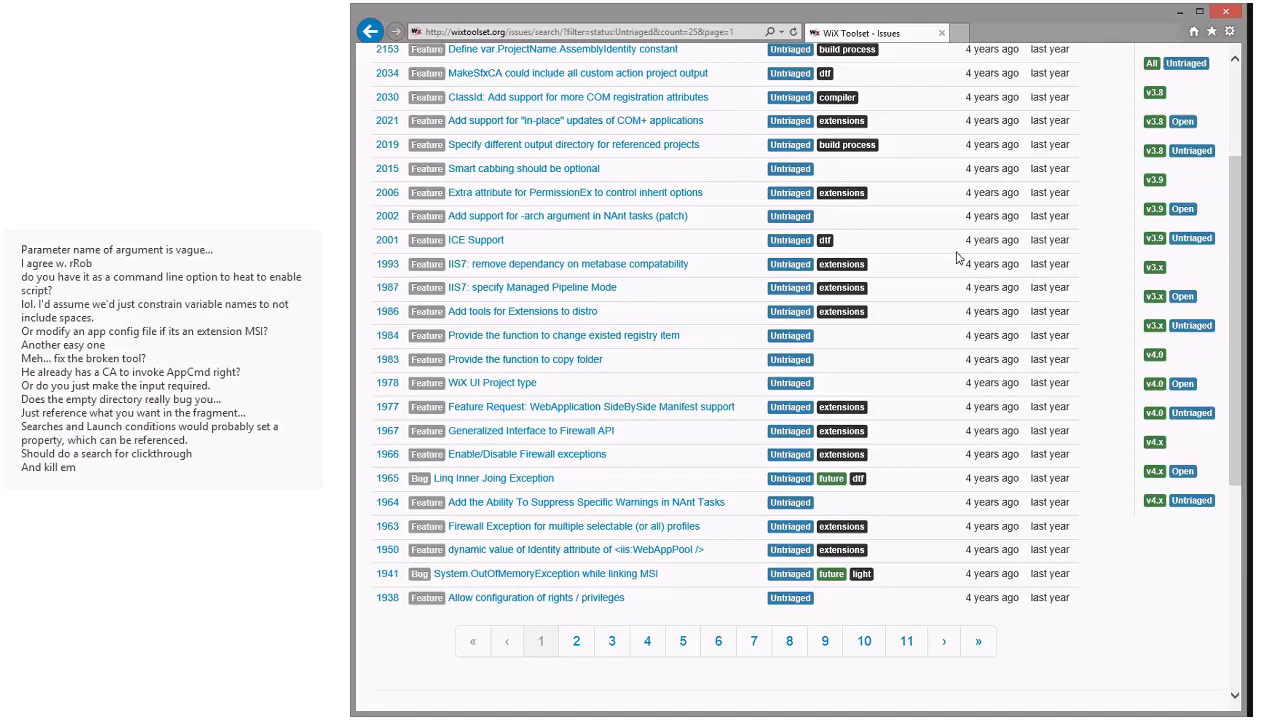 Parameter name of argument is vague...
I agree w. rRob
do you have it as a command line option to heat to enable
script?
lol. I'd assume we'd just constrain variable names to not
include spaces.
Or modify an app config file if its an extension MSI?
Another easy one
Meh... fix the broken tool?
He already has a CA to invoke AppCmd right?
Or do you just make the input required.
Does the empty directory really bug you...
Just reference what you want in the fragment...
Searches and Launch conditions would probably set a
property, which can be referenced.
Should do a search for clickthrough
And kill em
http://wixtoolset.org/issues/search/?filter=status:Untriaged&count=25&page=1 WiX Toolset - Issues
2153 Feature Define var.ProjectName.AssemblyIdentity constant Untriaged build process 4 years ago last year
2034 Feature MakeSfxCA could include all custom action project output Untriaged dtf 4 years ago last year
2030 Feature ClassId: Add support for more COM registration attributes Untriaged compiler 4 years ago last year
2021 Feature Add support for "in-place" updates of COM+ applications Untriaged extensions 4 years ago last year
2019 Feature Specify different output directory for referenced projects Untriaged build process 4 years ago last year
2015 Feature Smart cabbing should be optional Untriaged 4 years ago last year
2006 Feature Extra attribute for PermissionEx to control inherit options Untriaged extensions 4 years ago last year
2002 Feature Add support for -arch argument in NAnt tasks (patch) Untriaged 4 years ago last year
2001 Feature ICE Support Untriaged dtf 4 years ago last year
1993 Feature IIS7: remove dependancy on metabase compatability Untriaged extensions 4 years ago last year
1987 Feature IIS7: specify Managed Pipeline Mode Untriaged extensions 4 years ago last year
1986 Feature Add tools for Extensions to distro Untriaged extensions 4 years ago last year
1984 Feature Provide the function to change existed registry item Untriaged 4 years ago last year
1983 Feature Provide the function to copy folder Untriaged 4 years ago last year
1978 Feature WiX UI Project type Untriaged 4 years ago last year
1977 Feature Feature Request: WebApplication SideBySide Manifest support Untriaged extensions 4 years ago last year
1967 Feature Generalized Interface to Firewall API Untriaged extensions 4 years ago last year
1966 Feature Enable/Disable Firewall exceptions Untriaged extensions 4 years ago last year
1965 Bug Linq Inner Joing Exception Untriaged future dtf 4 years ago last year
1964 Feature Add the Ability To Suppress Specific Warnings in NAnt Tasks Untriaged 4 years ago last year
1963 Feature Firewall Exception for multiple selectable (or all) profiles Untriaged extensions 4 years ago last year
1950 Feature dynamic value of Identity attribute of <iis:WebAppPool /> Untriaged extensions 4 years ago last year
1941 Bug System.OutOfMemoryException while linking MSI Untriaged future light 4 years ago last year
1938 Feature Allow configuration of rights / privileges Untriaged 4 years ago last year
« ‹ 1 2 3 4 5 6 7 8 9 10 11 › »
All Untriaged
v3.8
v3.8 Open
v3.8 Untriaged
v3.9
v3.9 Open
v3.9 Untriaged
v3.x
v3.x Open
v3.x Untriaged
v4.0
v4.0 Open
v4.0 Untriaged
v4.x
v4.x Open
v4.x Untriaged